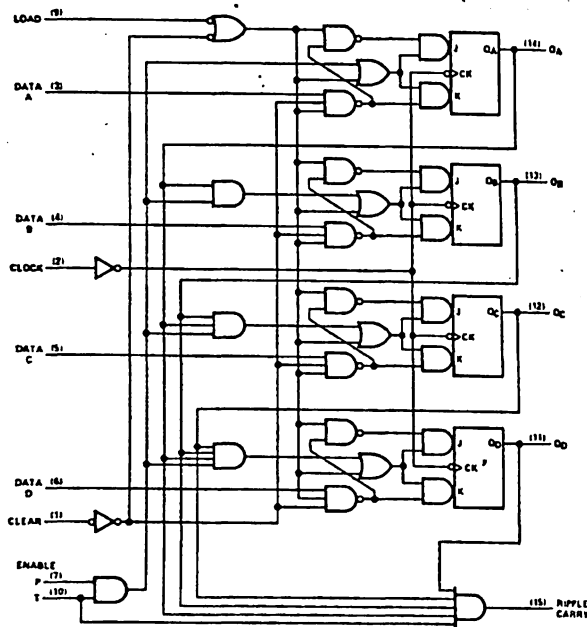 LOAD (9)
J QA (14) QA
CK
DATA A (3)
K
J QB (13) QB
CK
DATA B (4)
K
CLOCK (2)
J QC (12) QC
CK
DATA C (5)
K
J QD (11) QD
CK
DATA D (6)
K
CLEAR (1)
ENABLE
P (7)
T (10)
(15) RIPPLE CARRY